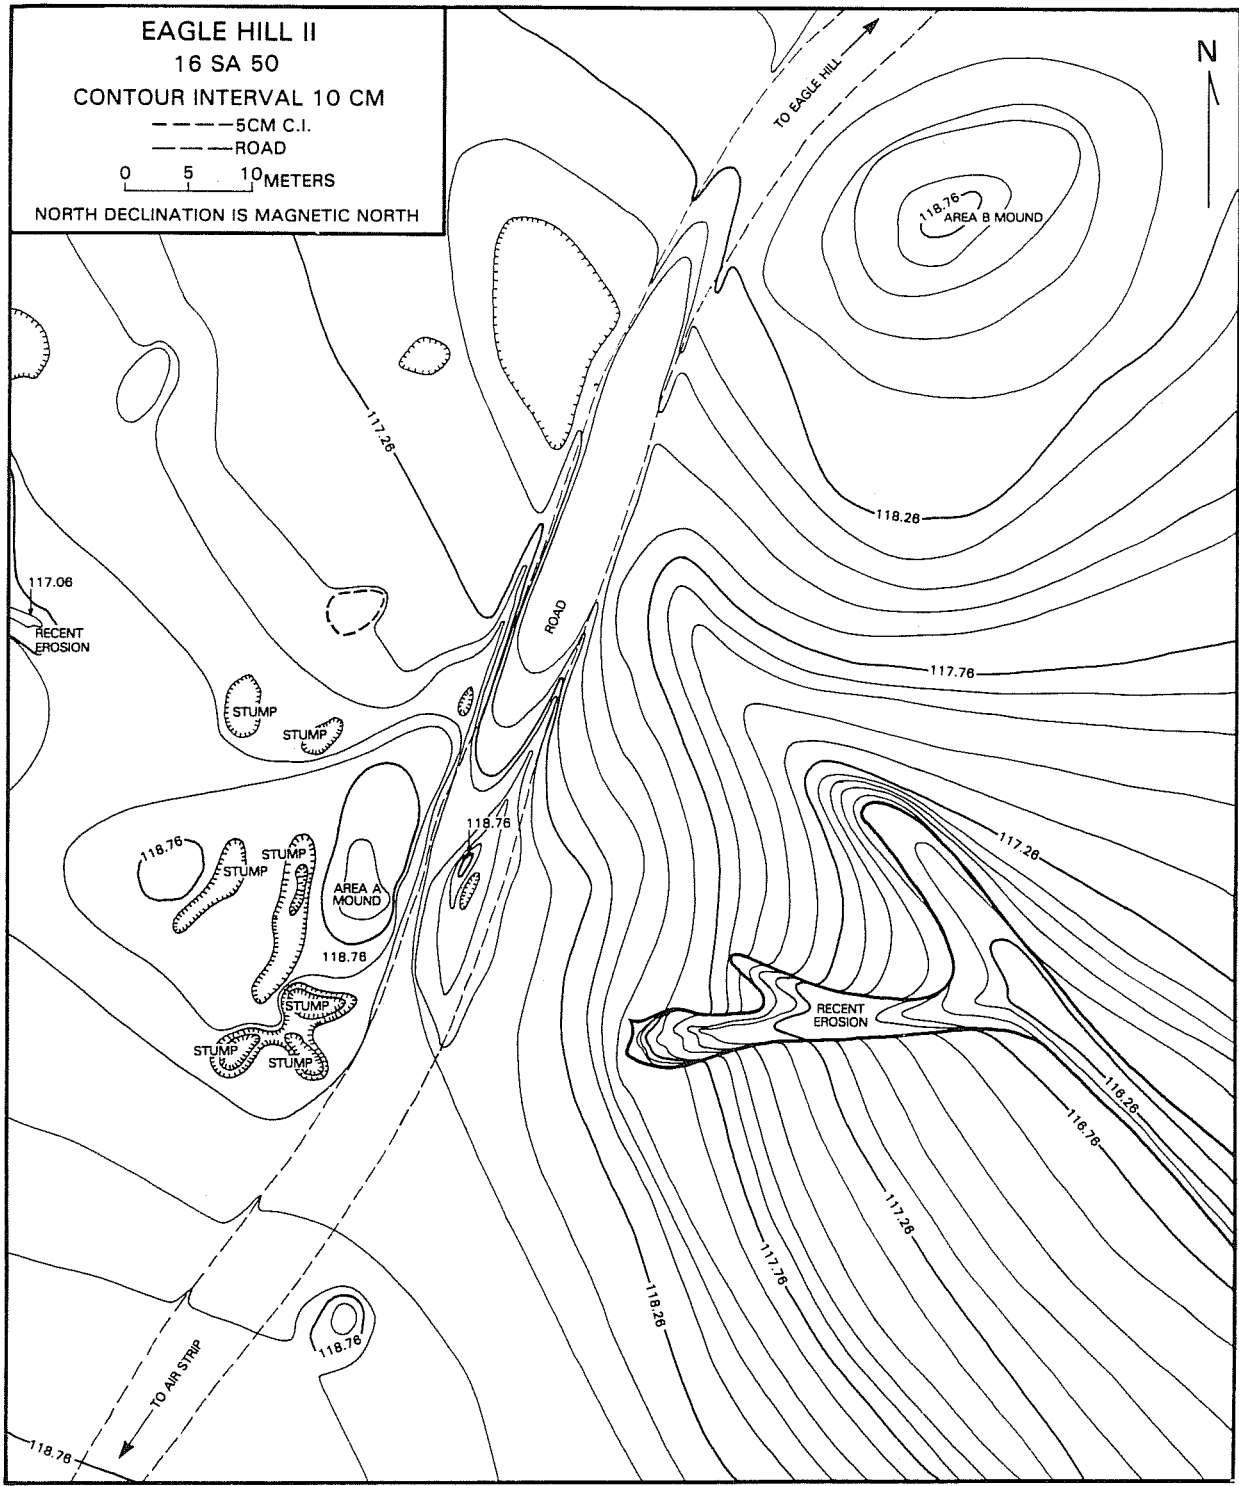 EAGLE HILL II
16 SA 50
CONTOUR INTERVAL 10 CM
5CM C.I.
ROAD
0 5 10 METERS
NORTH DECLINATION IS MAGNETIC NORTH
N
TO EAGLE HILL
118.76
AREA B MOUND
117.26
118.26
117.06
RECENT
EROSION
ROAD
117.76
STUMP
STUMP
118.76
117.26
118.76
STUMP
STUMP
AREA A
MOUND
118.76
STUMP
RECENT
EROSION
STUMP
STUMP
116.26
116.76
117.26
117.76
118.26
118.76
TO AIR STRIP
118.76